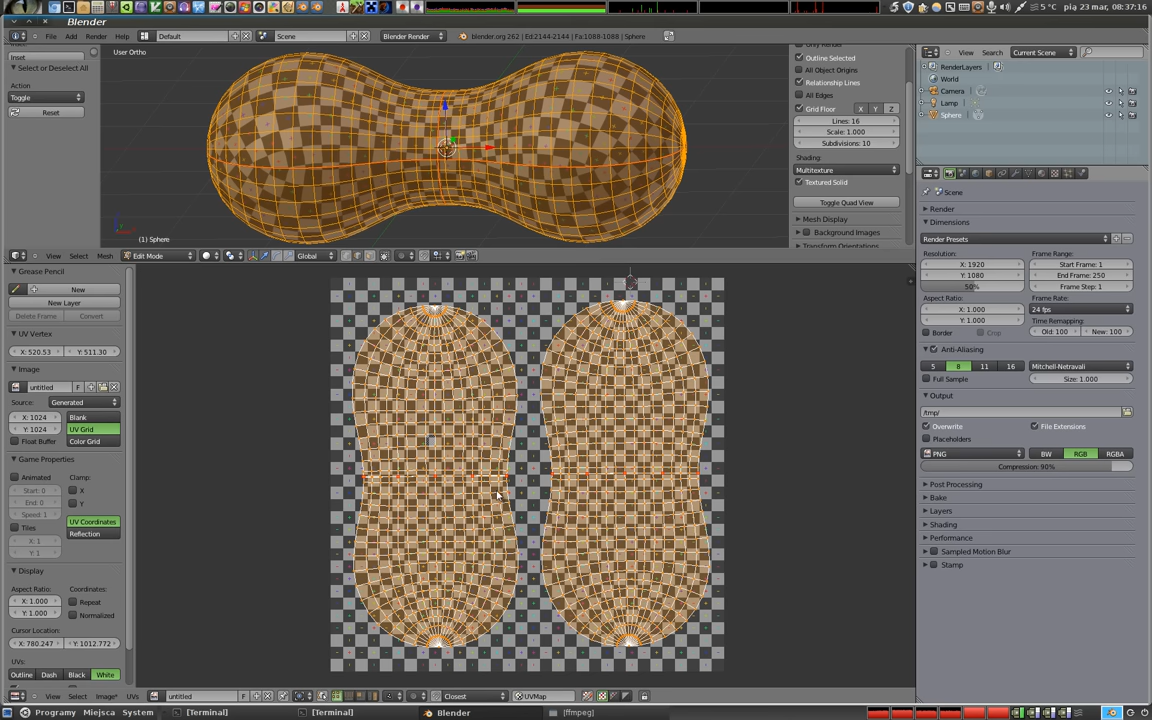 5 °C pią 23 mar, 08:37:16
Blender
File Add Render Help
Default
Scene
Blender Render
blender.org 262 | Ed:2144-2144 | Fa:1088-1088 | Sphere
Inset
Select or Deselect All
Action
Toggle
Reset
User Ortho
(1) Sphere
Outline Selected
All Object Origins
Relationship Lines
All Edges
Grid Floor X Y Z
Lines: 16
Scale: 1.000
Subdivisions: 10
Shading:
Multitexture
Textured Solid
Toggle Quad View
Mesh Display
Background Images
View Search Current Scene
RenderLayers
World
Camera
Lamp
Sphere
View Select Mesh Edit Mode Global
Grease Pencil
New
New Layer
Delete Frame Convert
UV Vertex
X: 520.53 Y: 511.30
Image
untitled F
Source: Generated
X: 1024 Blank
Y: 1024 UV Grid
Float Buffer Color Grid
Game Properties
Animated Clamp:
Start: 0 X
End: 0 Y
Speed: 1
Tiles UV Coordinates
X: 1 Reflection
Y: 1
Display
Aspect Ratio: Coordinates:
X: 1.000 Repeat
Y: 1.000 Normalized
Cursor Location:
X: 780.247 Y: 1012.772
UVs:
Outline Dash Black White
View Select Image* UVs untitled F Closest UVMap
Scene
Render
Dimensions
Render Presets
Resolution: Frame Range:
X: 1920 Start Frame: 1
Y: 1080 End Frame: 250
50% Frame Step: 1
Aspect Ratio: Frame Rate:
X: 1.000 24 fps
Y: 1.000 Time Remapping:
Border Crop Old: 100 New: 100
Anti-Aliasing
5 8 11 16 Mitchell-Netravali
Full Sample Size: 1.000
Output
/tmp/
Overwrite File Extensions
Placeholders
PNG BW RGB RGBA
Compression: 90%
Post Processing
Bake
Layers
Shading
Performance
Sampled Motion Blur
Stamp
Programy Miejsca System [Terminal] [Terminal] Blender [ffmpeg]